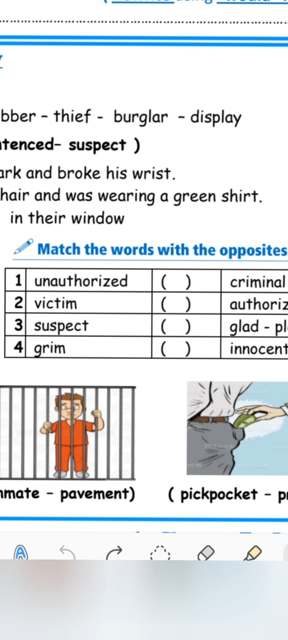 bber – thief - burglar – display
tenced– suspect )
ark and broke his wrist.
hair and was wearing a green shirt.
in their window
Match the words with the opposites
1 unauthorized ( ) criminal
2 victim ( ) authoriz
3 suspect ( ) glad - pl
4 grim ( ) innocent
nmate – pavement) ( pickpocket – p